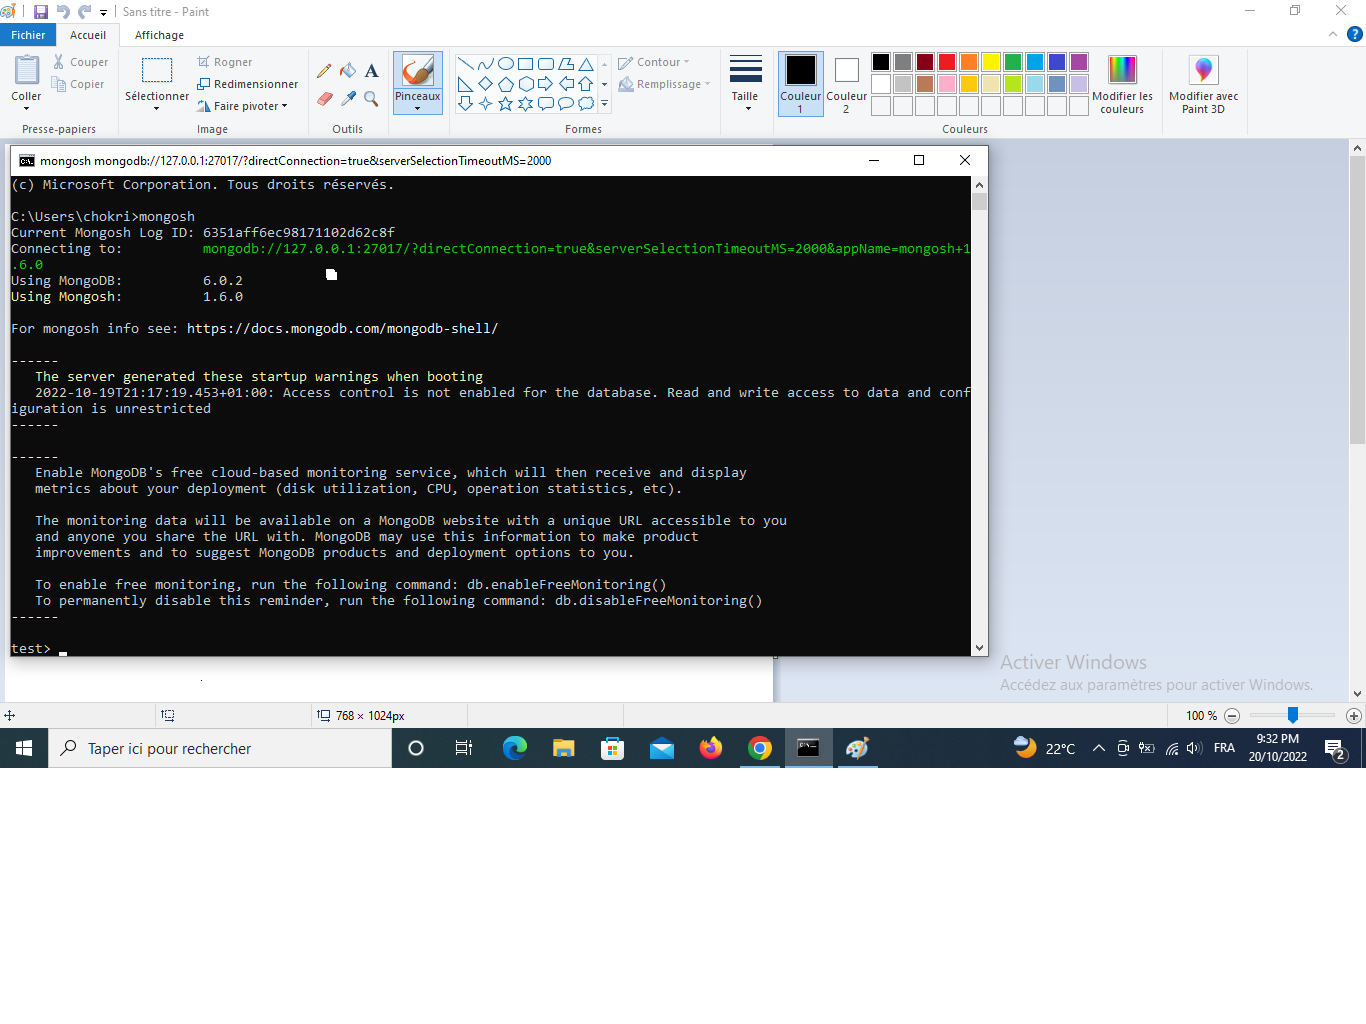 Sans titre - Paint
Fichier
Accueil
Affichage
Coller
Couper
Copier
Presse-papiers
Sélectionner
Rogner
Redimensionner
Faire pivoter
Image
A
Outils
Pinceaux
Contour
Remplissage
Formes
Taille
Couleur 1
Couleur 2
Modifier les couleurs
Couleurs
Modifier avec Paint 3D
?
mongosh mongodb://127.0.0.1:27017/?directConnection=true&serverSelectionTimeoutMS=2000
(c) Microsoft Corporation. Tous droits réservés.
C:\Users\chokri>mongosh
Current Mongosh Log ID: 6351aff6ec98171102d62c8f
Connecting to:          mongodb://127.0.0.1:27017/?directConnection=true&serverSelectionTimeoutMS=2000&appName=mongosh+1
.6.0
Using MongoDB:          6.0.2
Using Mongosh:          1.6.0
For mongosh info see: https://docs.mongodb.com/mongodb-shell/
------
   The server generated these startup warnings when booting
   2022-10-19T21:17:19.453+01:00: Access control is not enabled for the database. Read and write access to data and conf
iguration is unrestricted
------
------
   Enable MongoDB's free cloud-based monitoring service, which will then receive and display
   metrics about your deployment (disk utilization, CPU, operation statistics, etc).
   The monitoring data will be available on a MongoDB website with a unique URL accessible to you
   and anyone you share the URL with. MongoDB may use this information to make product
   improvements and to suggest MongoDB products and deployment options to you.
   To enable free monitoring, run the following command: db.enableFreeMonitoring()
   To permanently disable this reminder, run the following command: db.disableFreeMonitoring()
------
test>
Activer Windows
Accédez aux paramètres pour activer Windows.
768 × 1024px
100 %
Taper ici pour rechercher
22°C
FRA
9:32 PM
20/10/2022
2